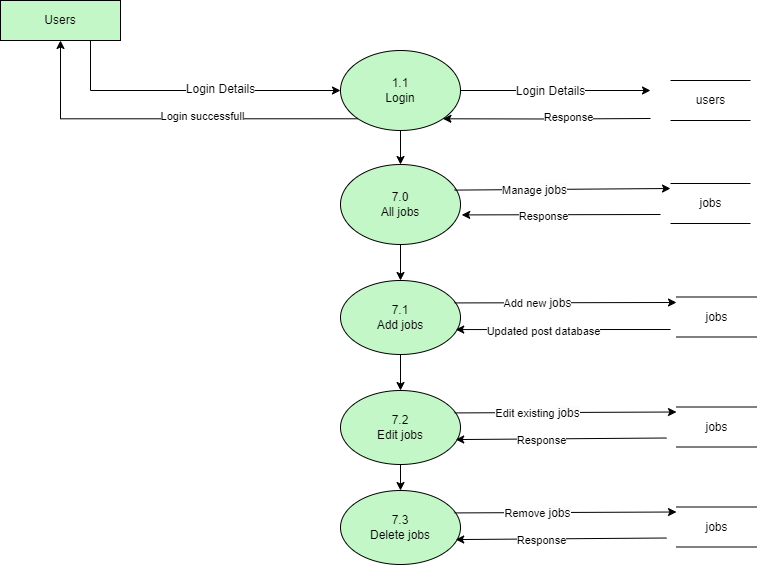 Users
Login Details
1.1
Login
Login Details
users
Login successfull
Response
7.0
All jobs
Manage jobs
jobs
Response
7.1
Add jobs
Add new jobs
jobs
Updated post database
7.2
Edit jobs
Edit existing jobs
jobs
Response
7.3
Delete jobs
Remove jobs
jobs
Response